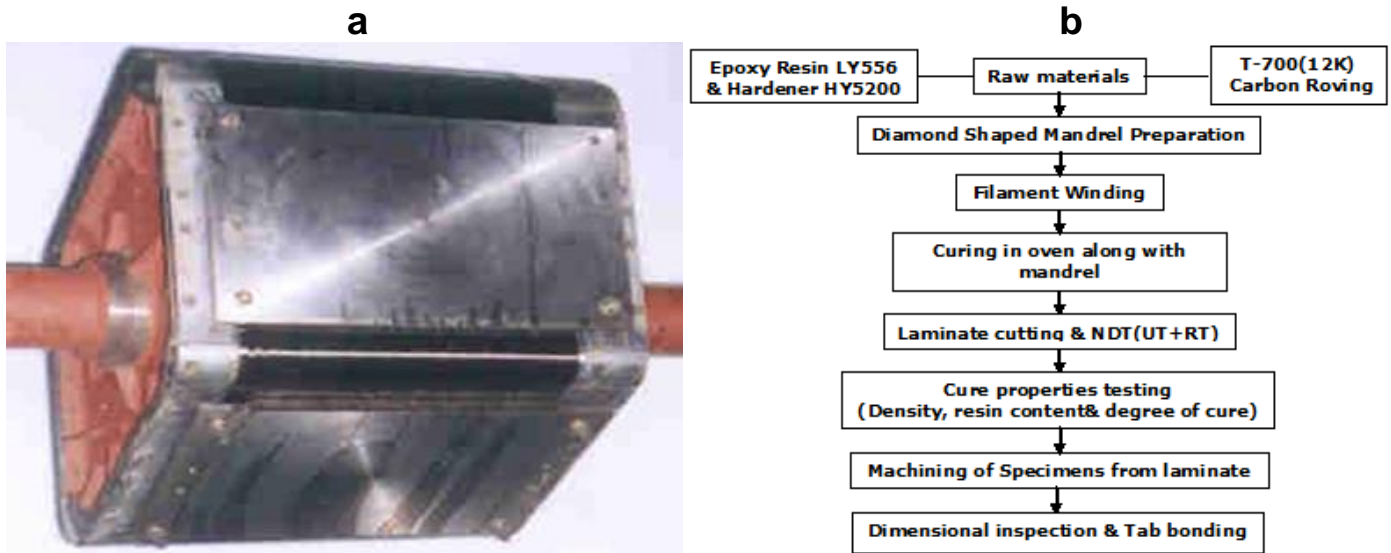 a
b
Epoxy Resin LY556
& Hardener HY5200
Raw materials
T-700(12K)
Carbon Roving
Diamond Shaped Mandrel Preparation
Filament Winding
Curing in oven along with
mandrel
Laminate cutting & NDT(UT+RT)
Cure properties testing
(Density, resin content& degree of cure)
Machining of Specimens from laminate
Dimensional inspection & Tab bonding